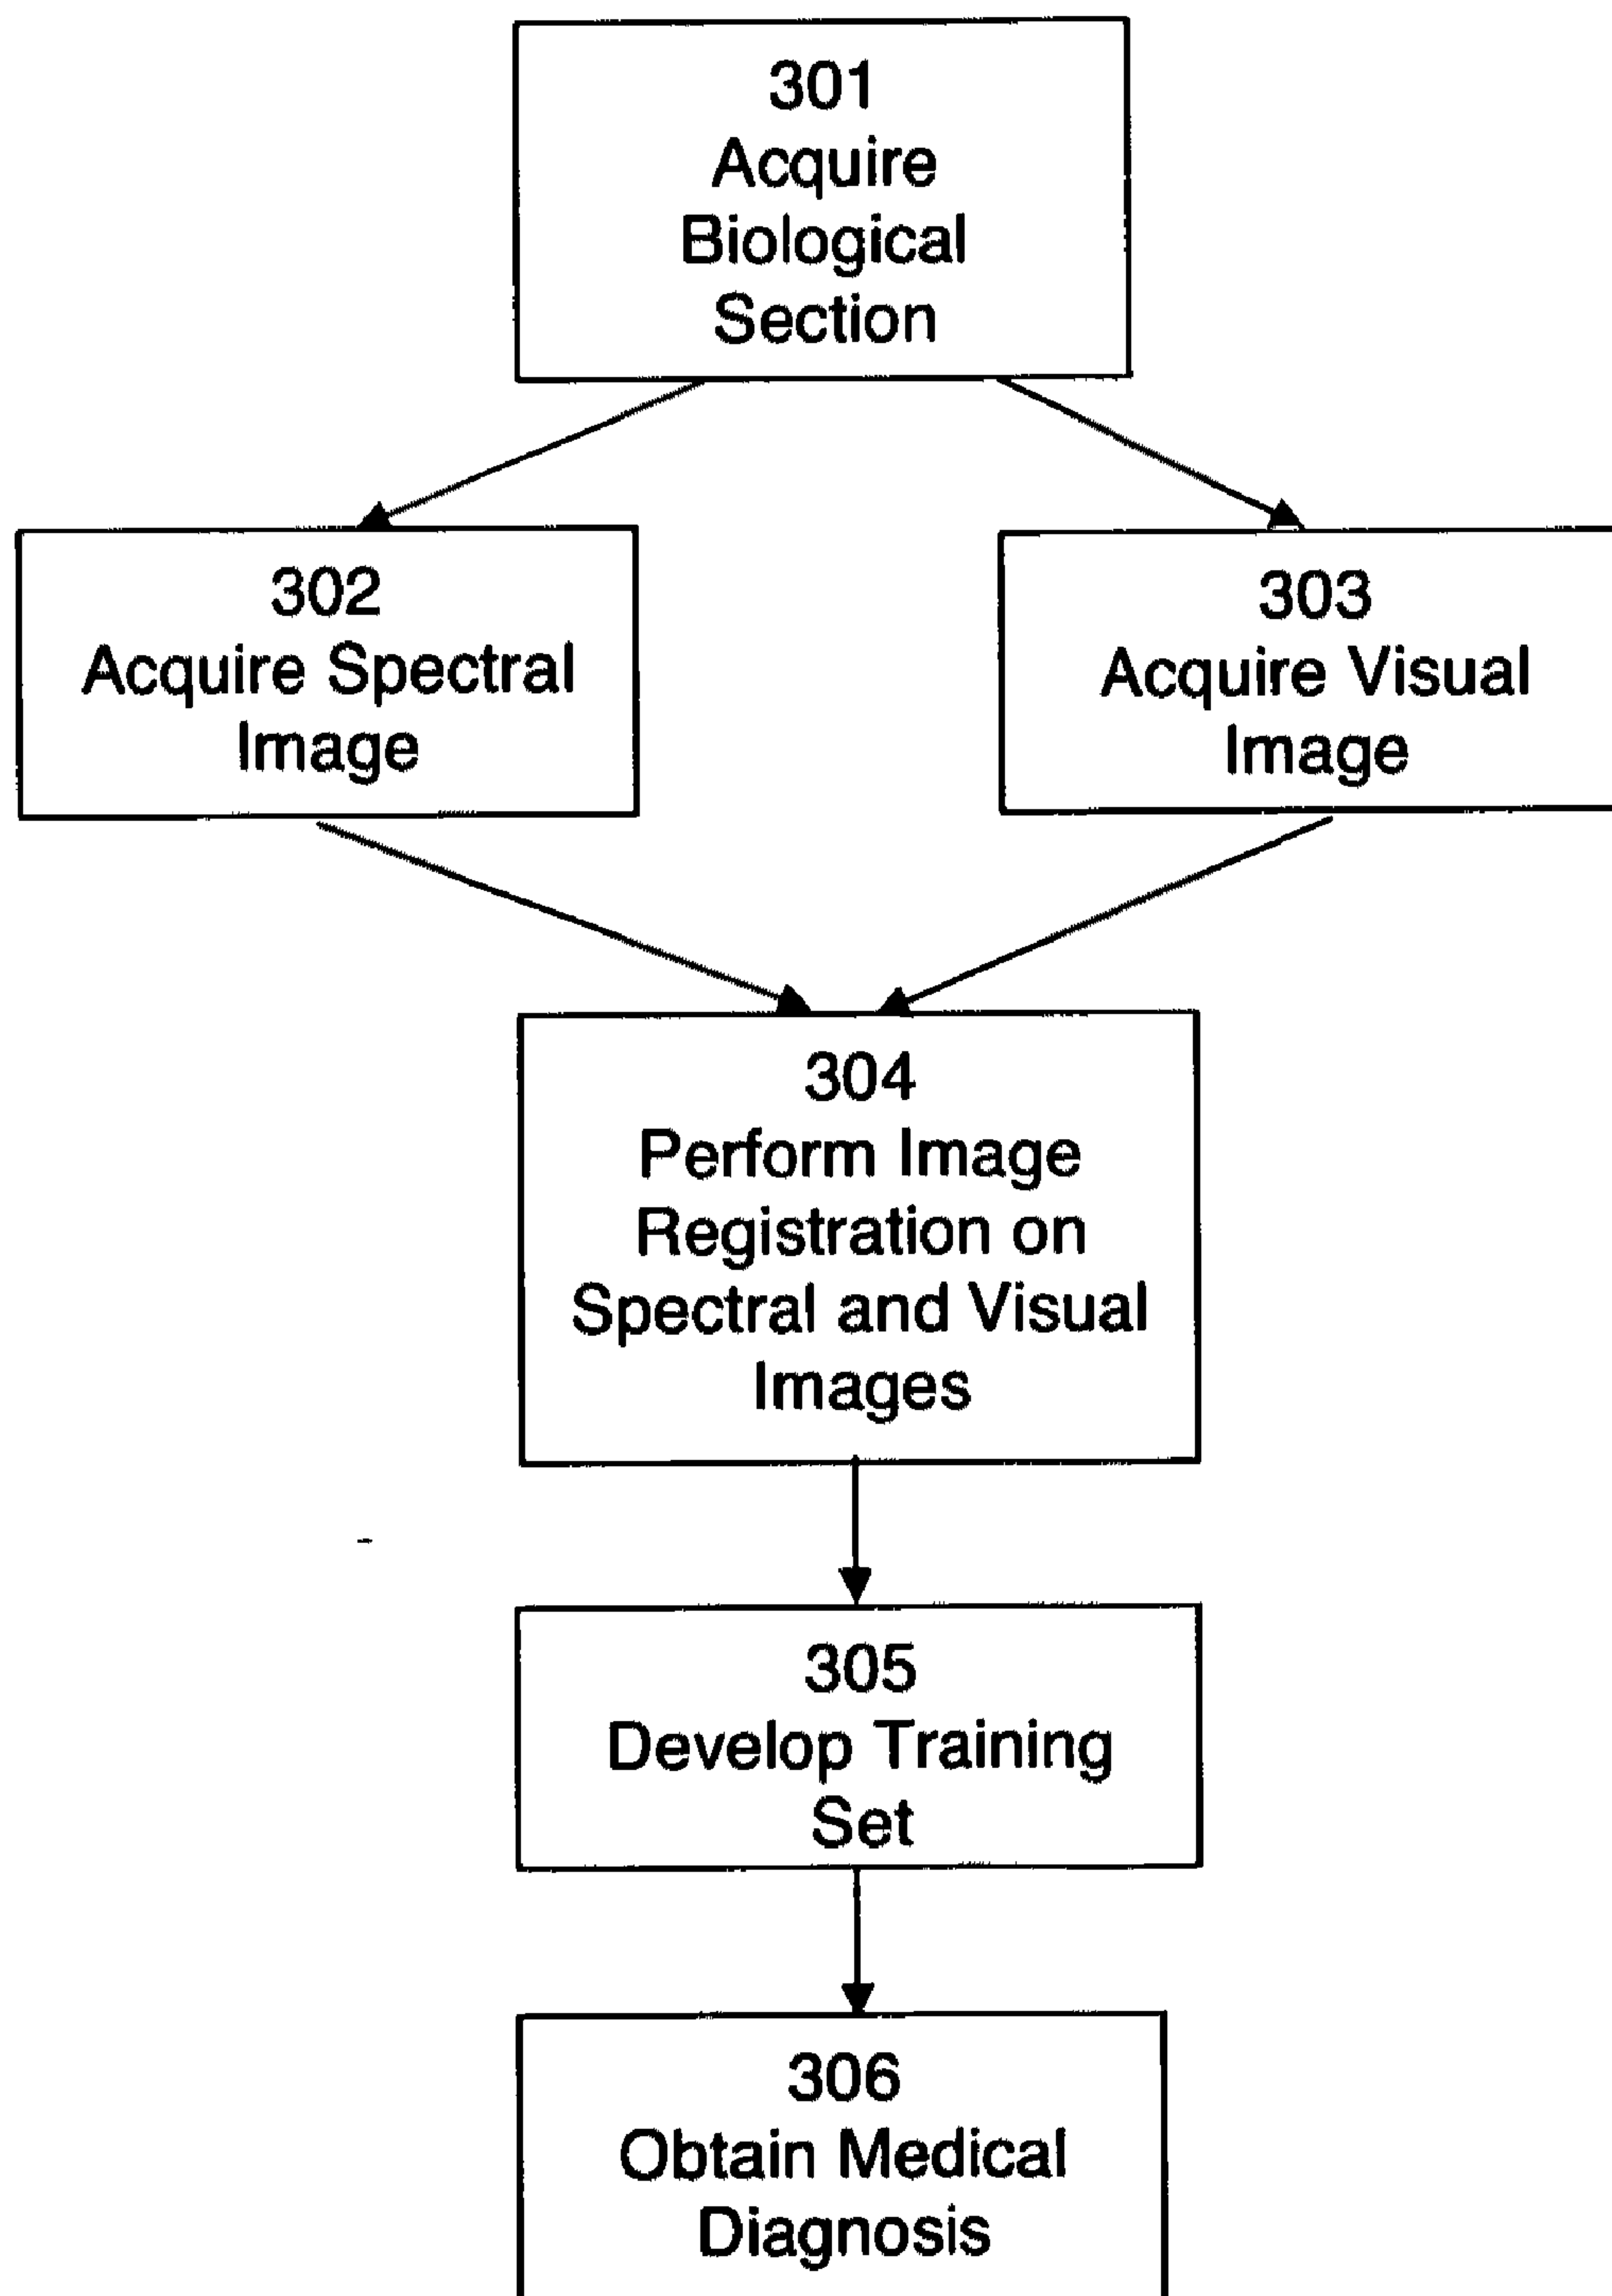 301
Acquire
Biological
Section
302
Acquire Spectral
Image
303
Acquire Visual
Image
304
Perform Image
Registration on
Spectral and Visual
Images
305
Develop Training
Set
306
Obtain Medical
Diagnosis